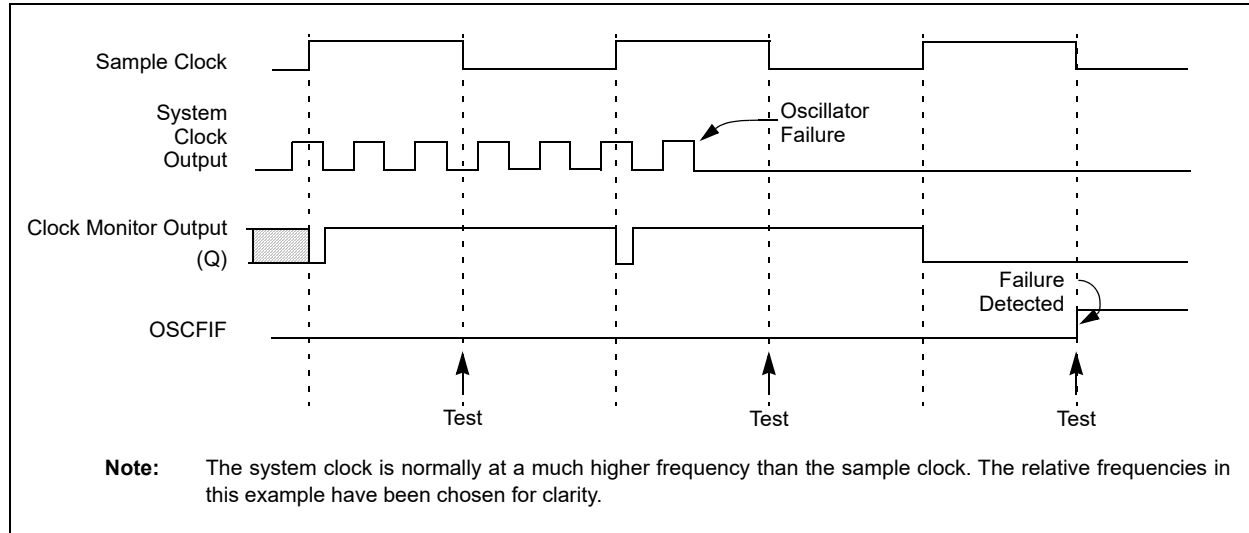 Sample Clock
System
Clock
Output
Oscillator
Failure
Clock Monitor Output
(Q)
Failure
Detected
OSCFIF
Test
Test
Test
Note: The system clock is normally at a much higher frequency than the sample clock. The relative frequencies in
this example have been chosen for clarity.